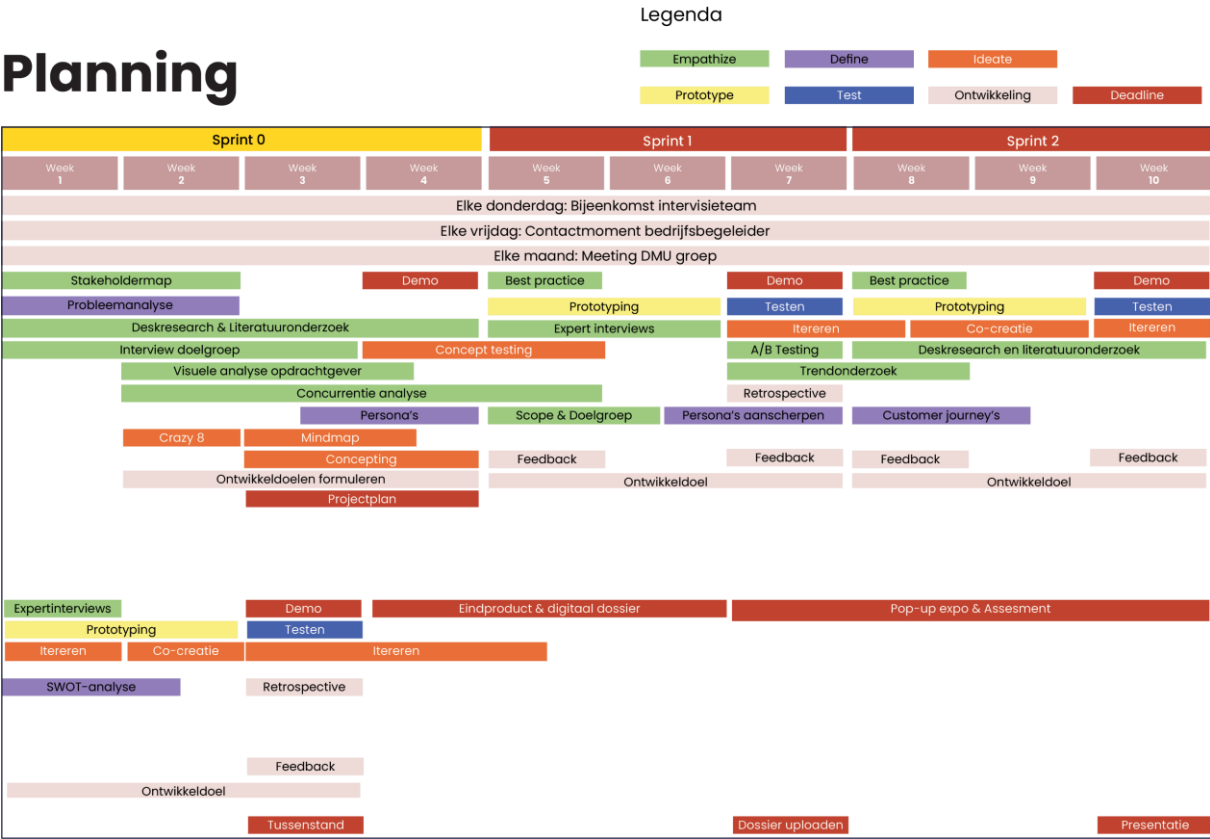 Legenda
Planning
Empathize Define Ideate
Prototype Test Ontwikkeling Deadline
Sprint 0 Sprint 1 Sprint 2
Week Week Week Week Week Week Week Week Week Week
1 2 3 4 5 6 7 8 9 10
Elke donderdag: Bijeenkomst intervisieteam
Elke vrijdag: Contactmoment bedrijfsbegeleider
Elke maand: Meeting DMU groep
Stakeholdermap Demo Best practice Demo Best practice Demo
Probleemanalyse Prototyping Testen Prototyping Testen
Deskresearch & Literatuuronderzoek Expert interviews Itereren Co-creatie Itereren
Interview doelgroep Concept testing A/B Testing Deskresearch en literatuuronderzoek
Visuele analyse opdrachtgever Trendonderzoek
Concurrentie analyse Retrospective
Persona's Scope & Doelgroep Persona's aanscherpen Customer journey's
Crazy 8 Mindmap
Concepting Feedback Feedback Feedback Feedback
Ontwikkeldoelen formuleren Ontwikkeldoel Ontwikkeldoel
Projectplan
Expertinterviews Demo Eindproduct & digitaal dossier Pop-up expo & Assesment
Prototyping Testen
Itereren Co-creatie Itereren
SWOT-analyse Retrospective
Feedback
Ontwikkeldoel
Tussenstand Dossier uploaden Presentatie